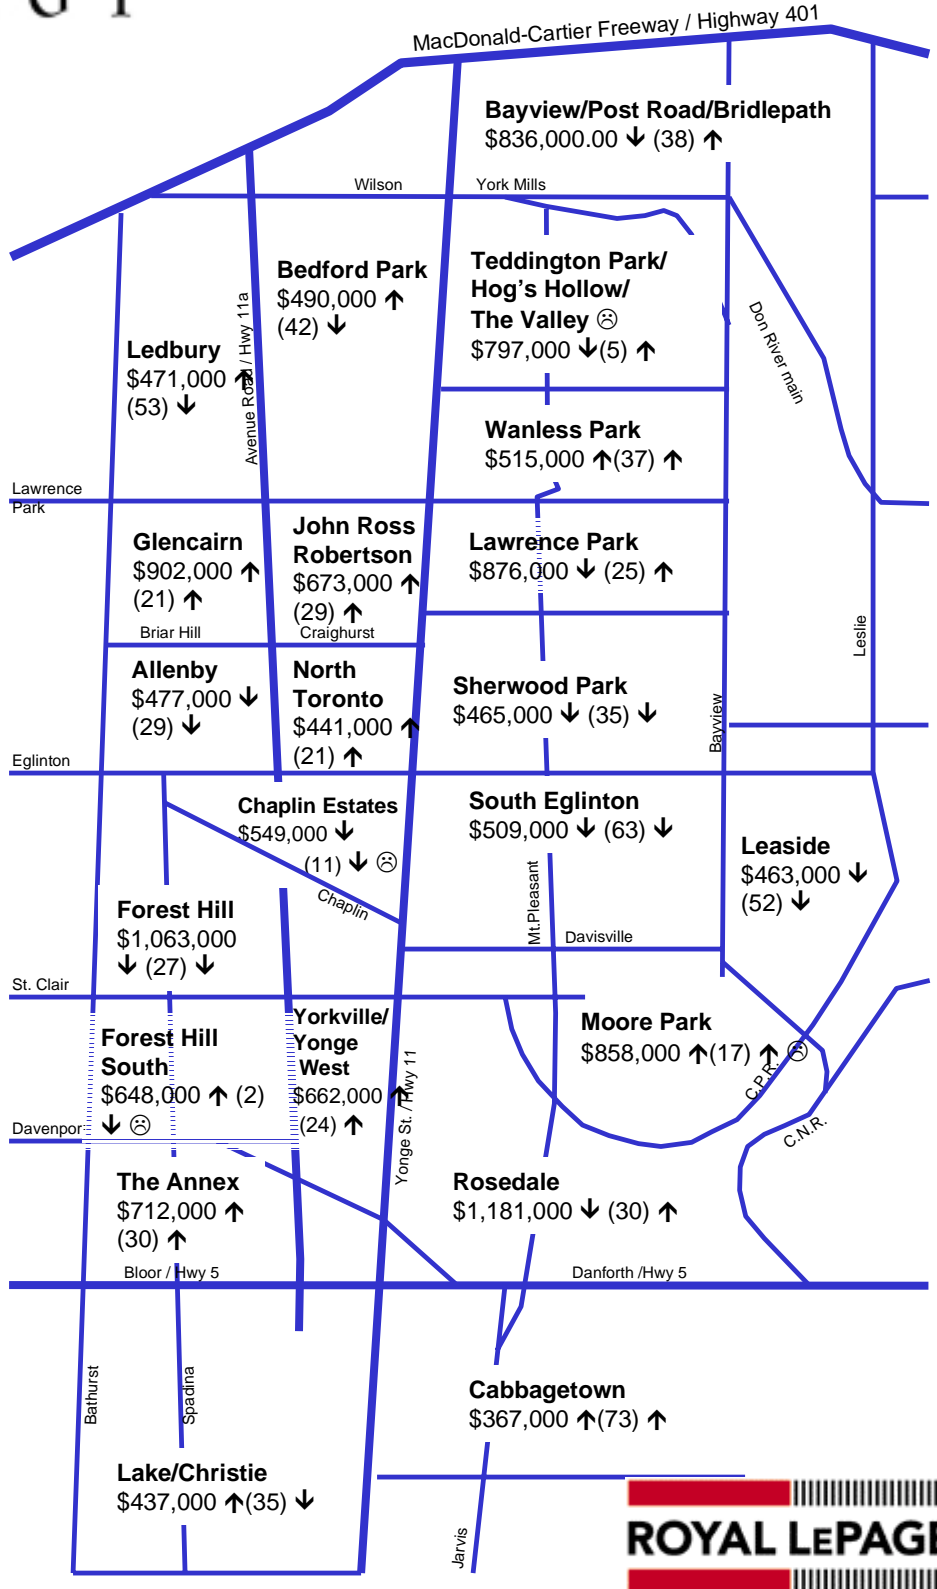 MacDonald-Cartier Freeway / Highway 401
Bayview/Post Road/Bridlepath
$836,000.00 ↓ (38) ↑
Wilson
York Mills
Bedford Park
$490,000 ↑
(42) ↓
Teddington Park/
Hog's Hollow/
The Valley ☹
$797,000 ↓(5) ↑
Avenue Road / Hwy 11a
Don River main
Ledbury
$471,000 ↑
(53) ↓
Wanless Park
$515,000 ↑(37) ↑
Lawrence
Park
Glencairn
$902,000 ↑
(21) ↑
John Ross
Robertson
$673,000 ↑
(29) ↑
Lawrence Park
$876,000 ↓ (25) ↑
Briar Hill
Craighurst
Leslie
Allenby
$477,000 ↓
(29) ↓
North
Toronto
$441,000 ↑
(21) ↑
Sherwood Park
$465,000 ↓ (35) ↓
Bayview
Eglinton
Chaplin Estates
$549,000 ↓
(11) ↓ ☹
South Eglinton
$509,000 ↓ (63) ↓
Leaside
$463,000 ↓
(52) ↓
Chaplin
Mt.Pleasant
Forest Hill
$1,063,000
↓ (27) ↓
Davisville
St. Clair
Forest Hill
South
$648,000 ↑ (2)
↓ ☹
Yorkville/
Yonge
West
$662,000 ↑
(24) ↑
Yonge St. / Hwy 11
Moore Park
$858,000 ↑(17) ↑ ☹
C.P.R.
C.N.R.
Davenpor
The Annex
$712,000 ↑
(30) ↑
Rosedale
$1,181,000 ↓ (30) ↑
Bloor / Hwy 5
Danforth /Hwy 5
Bathurst
Spadina
Cabbagetown
$367,000 ↑(73) ↑
Lake/Christie
$437,000 ↑(35) ↓
Jarvis
ROYAL LEPAGE